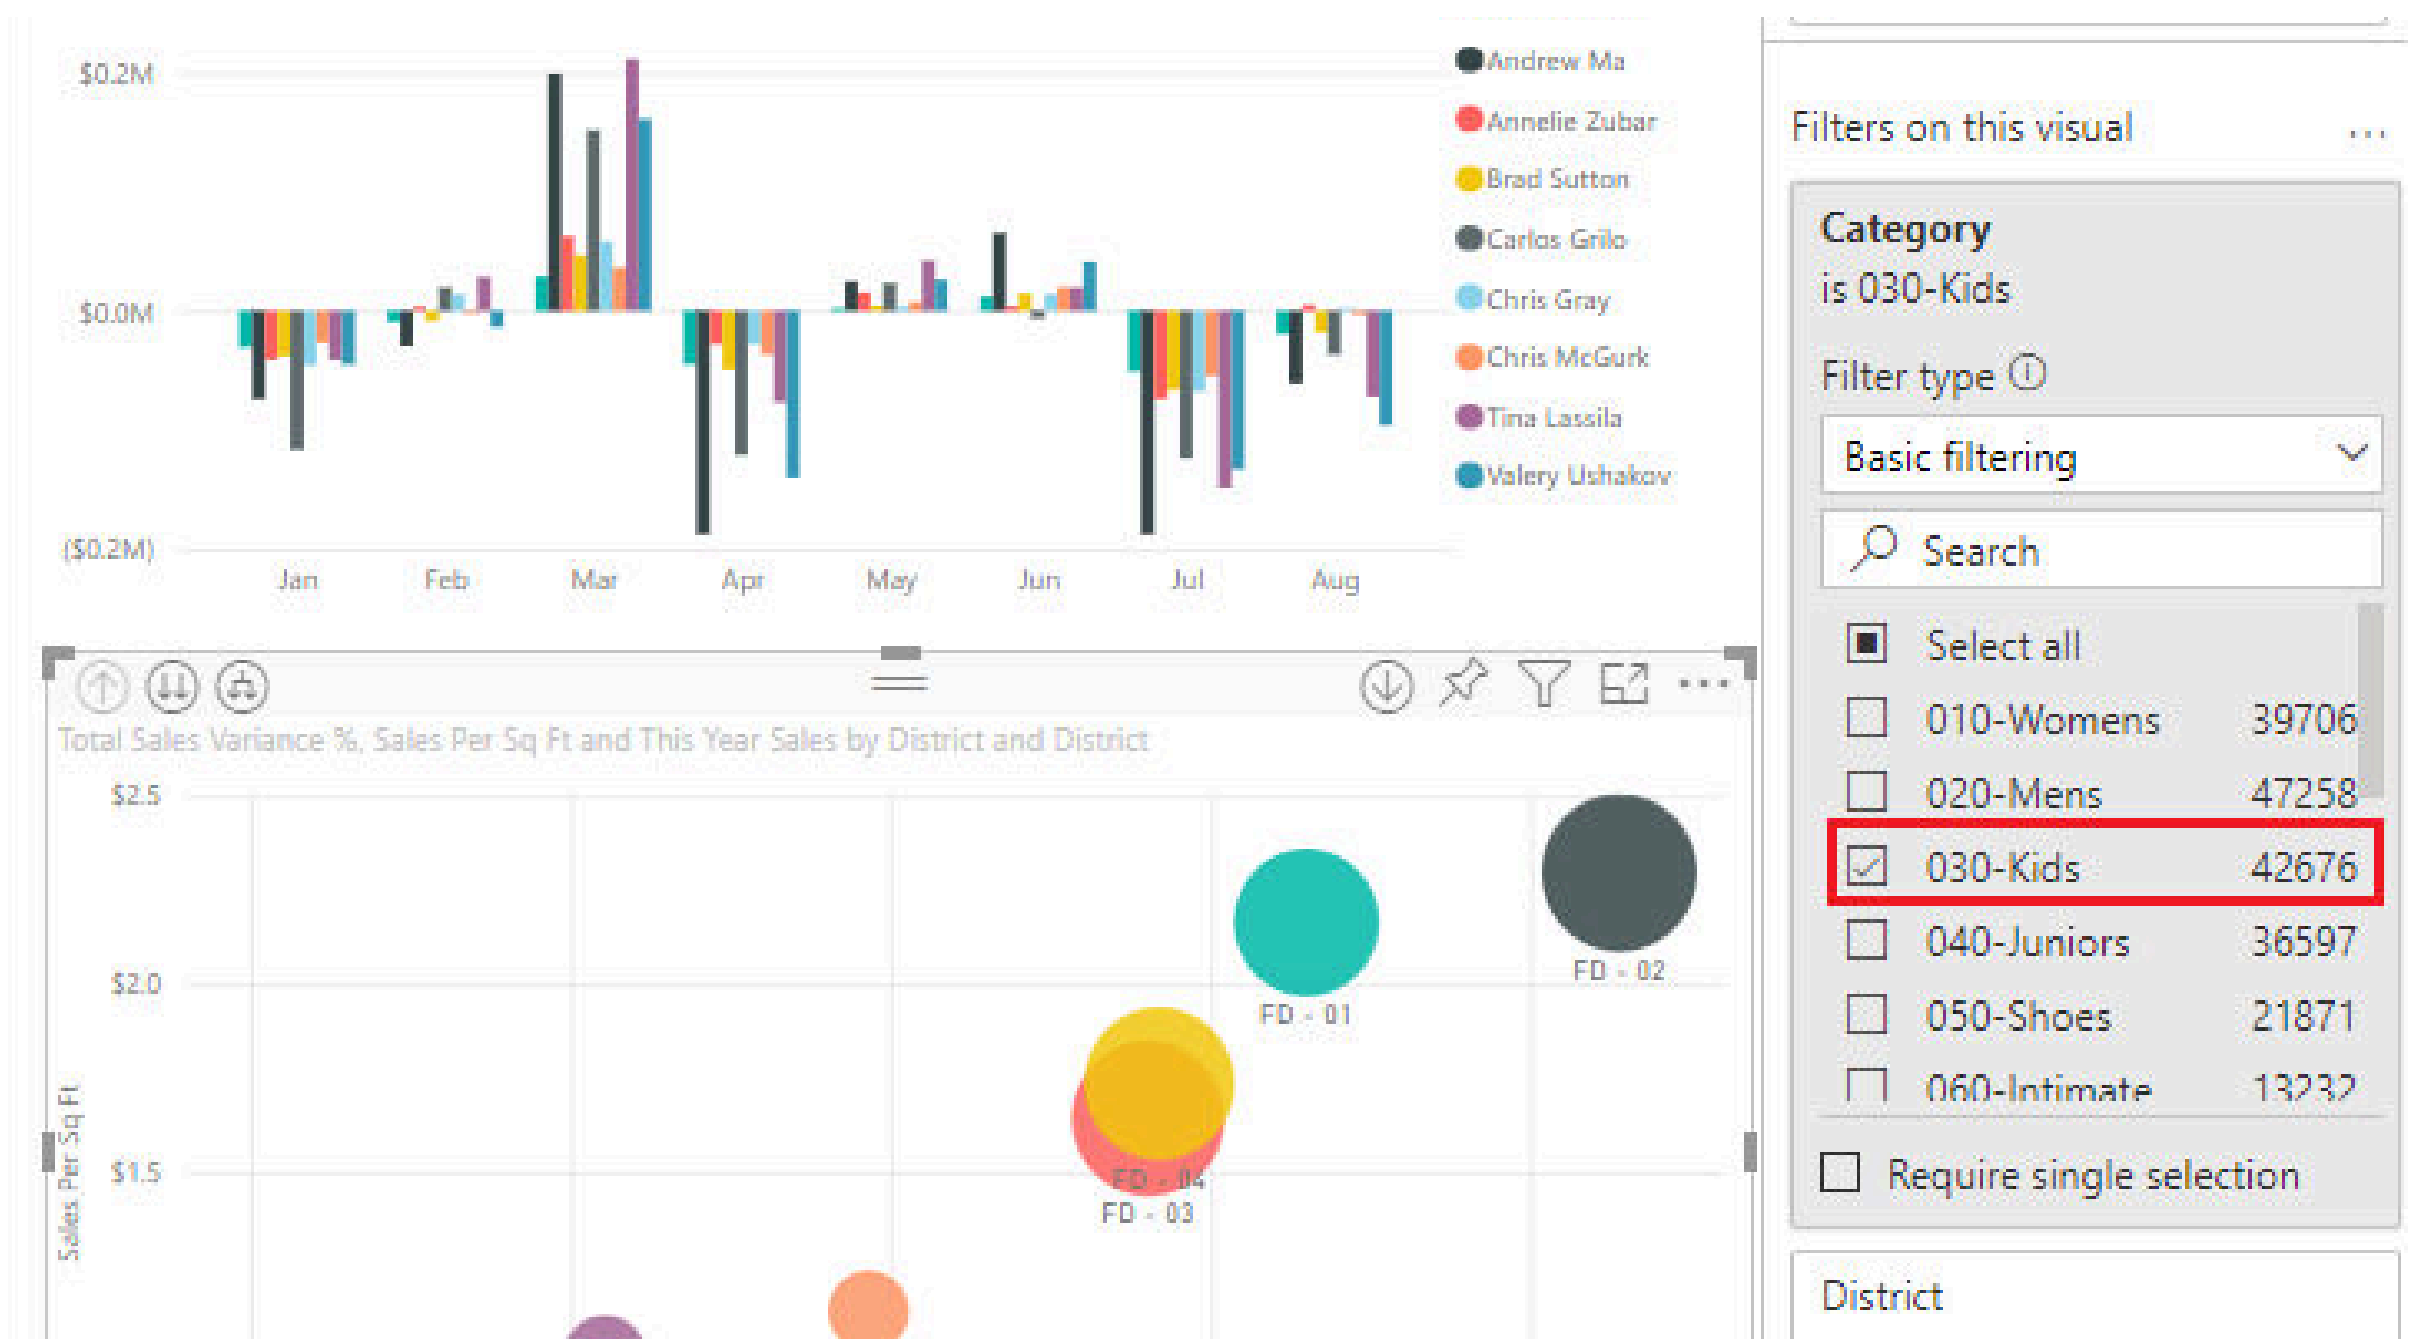 $0.2M
$0.0M
($0.2M)
Jan Feb Mar Apr May Jun Jul Aug
Andrew Ma
Annelie Zubar
Brad Sutton
Carlos Grilo
Chris Gray
Chris McGurk
Tina Lassila
Valery Ushakov
Total Sales Variance %, Sales Per Sq Ft and This Year Sales by District and District
Sales Per Sq Ft
$2.5
$2.0
$1.5
FD - 02
FD - 01
FD - 04
FD - 03
Filters on this visual
Category
is 030-Kids
Filter type
Basic filtering
Search
Select all
010-Womens 39706
020-Mens 47258
030-Kids 42676
040-Juniors 36597
050-Shoes 21871
060-Intimate 13232
Require single selection
District